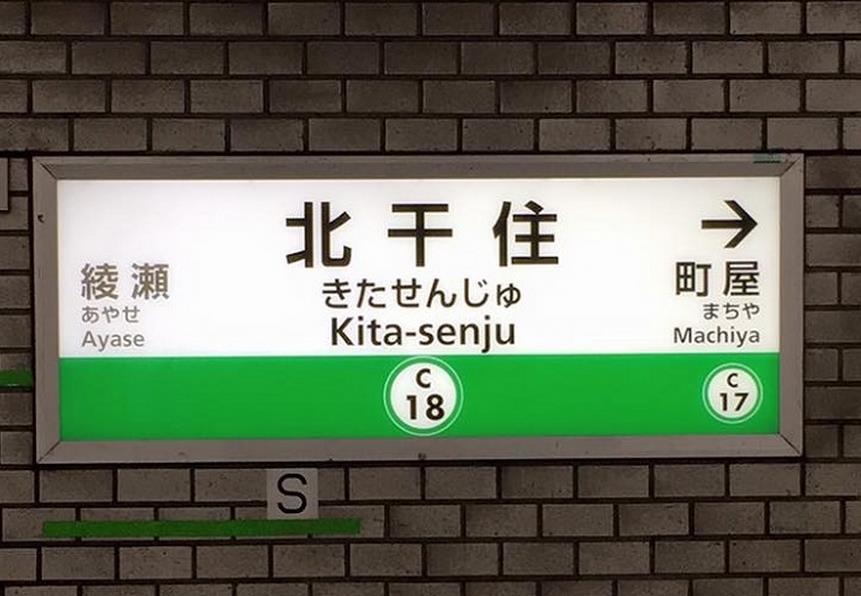 北干住
きたせんじゅ
Kita-senju
綾瀬
あやせ
Ayase
→
町屋
まちや
Machiya
C
18
C
17
S